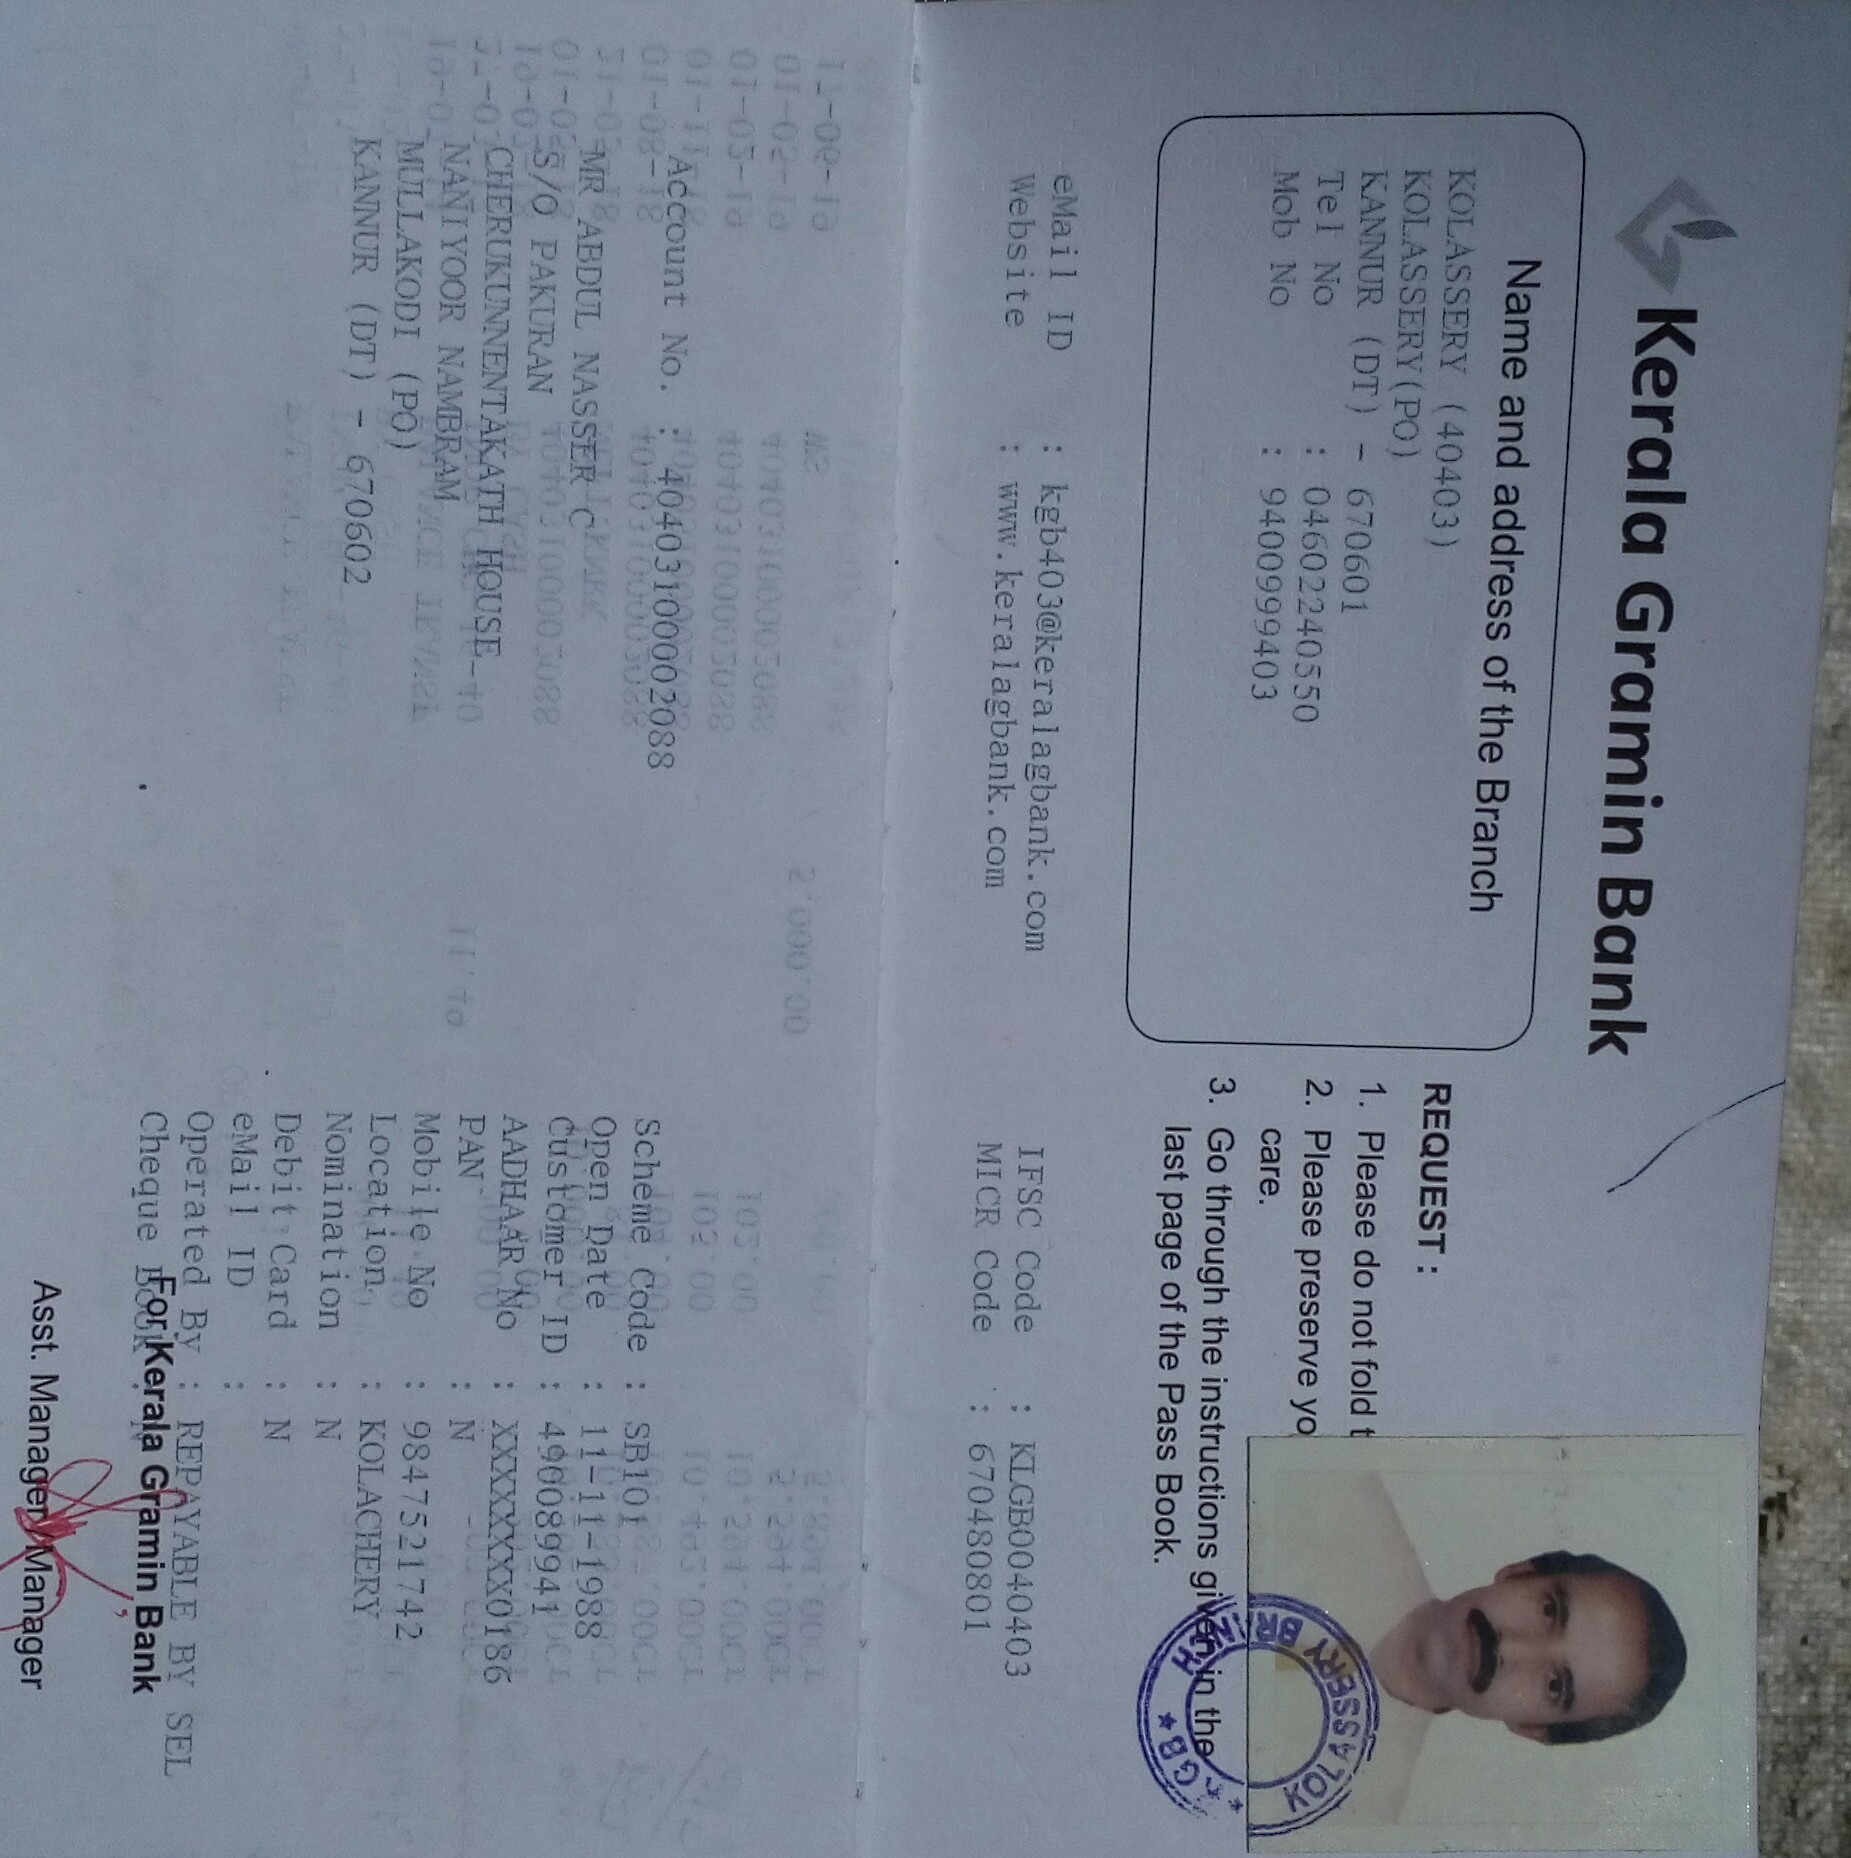 Kerala Gramin Bank
Name and address of the Branch
KOLASSERY (40403)
KOLASSERY(PO)
KANNUR (DT) - 670601
Tel No : 04602240550
Mob No : 9400999403
REQUEST :
1. Please do not fold t
2. Please preserve yo
care.
3. Go through the instructions given in the
last page of the Pass Book.
KOLASSERY BRANCH
* KGB *
eMail ID : kgb403@keralagbank.com
Website : www.keralagbank.com
IFSC Code : KLGB0040403
MICR Code : 670480801
Account No. : 40403100002088
MR ABDUL NASSER C
S/O PAKURAN
CHERUKUNNENTAKATH HOUSE
NANIYOOR NAMBRAM
MULLAKODI (PO)
KANNUR (DT) - 670602
Scheme Code : SB101
Open Date : 11-11-1988
Customer ID : 490089941
AADHAAR No : XXXXXXXX0186
PAN : N
Mobile No : 9847521742
Location : KOLACHERY
Nomination : N
Debit Card : N
eMail ID :
Operated By : REPAYABLE BY SEL
Cheque Book :
For Kerala Gramin Bank
Asst. Manager/Manager